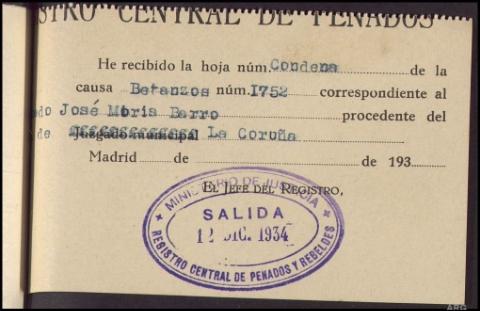 STRO CENTRAL DE PENADOS
He recibido la hoja núm. Condena de la
causa Betanzos núm. 1752 correspondiente al
do José Moris Barro procedente del
de Juzgado municipal La Coruña
Madrid de de 193
EL JEFE DEL REGISTRO,
MINISTERIO DE JUSTICIA
SALIDA
12 DIC. 1934
REGISTRO CENTRAL DE PENADOS Y REBELDES